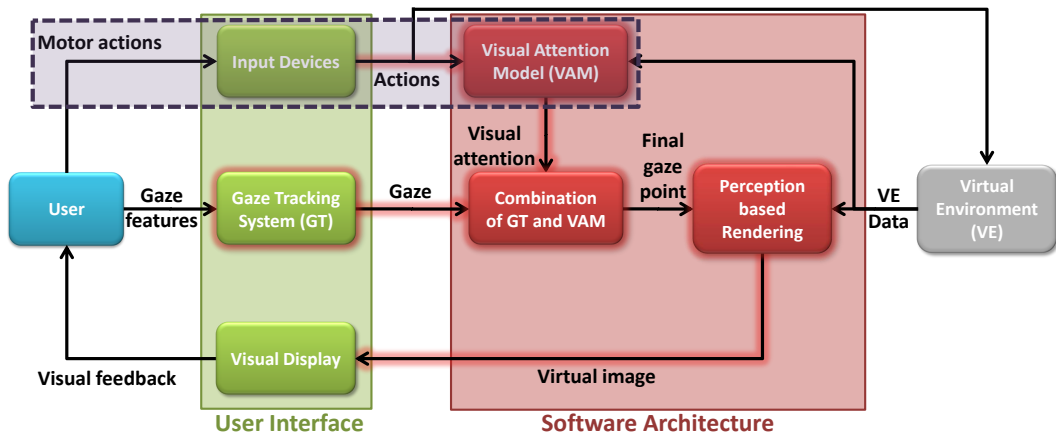 Motor actions
Input Devices
Actions
Visual Attention
Model (VAM)
Visual
attention
Final
gaze
point
User
Gaze
features
Gaze Tracking
System (GT)
Gaze
Combination
of GT and VAM
Perception
based
Rendering
VE
Data
Virtual
Environment
(VE)
Visual Display
Visual feedback
Virtual image
User Interface
Software Architecture